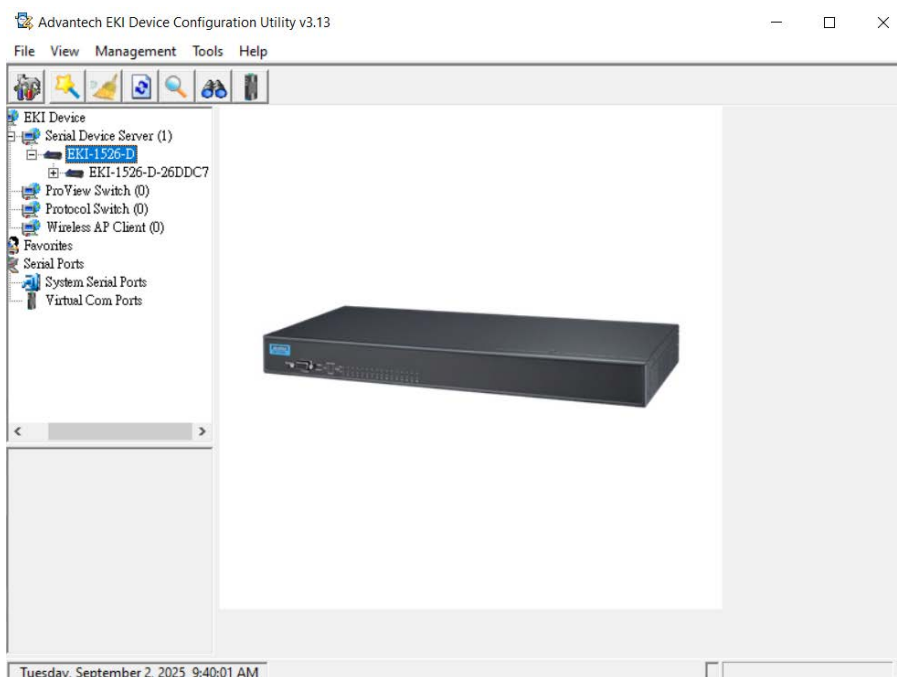 Advantech EKI Device Configuration Utility v3.13
File View Management Tools Help
EKI Device
Serial Device Server (1)
EKI-1526-D
EKI-1526-D-26DDC7
ProView Switch (0)
Protocol Switch (0)
Wireless AP Client (0)
Favorites
Serial Ports
System Serial Ports
Virtual Com Ports
Tuesday, September 2, 2025 9:40:01 AM